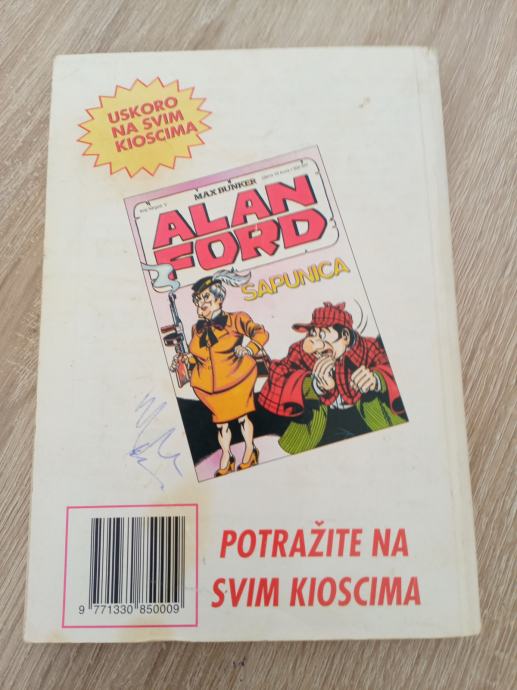 USKORO
NA SVIM
KIOSCIMA
MAX BUNKER
ALAN
FORD
SAPUNICA
9 771330 850009
POTRAŽITE NA
SVIM KIOSCIMA